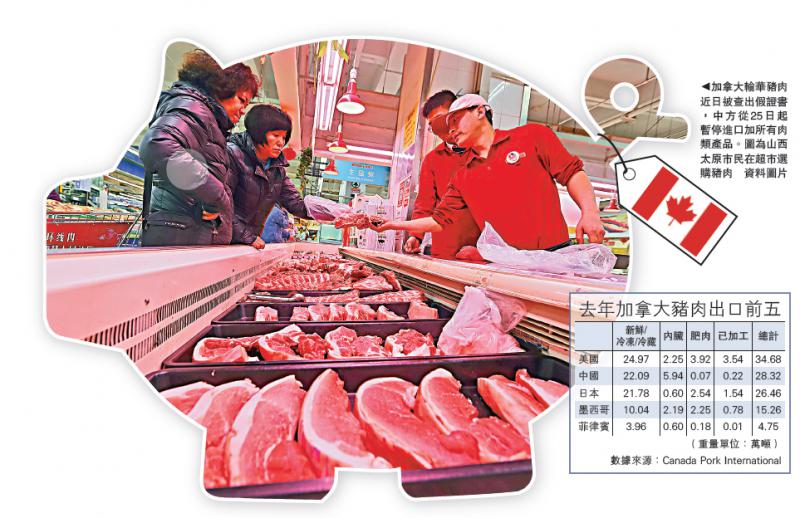 ◀加拿大輸華豬肉
近日被查出假證書
，中方從25日起
暫停進口加所有肉
類產品。圖為山西
太原市民在超市選
購豬肉　資料圖片
去年加拿大豬肉出口前五
新鮮/冷凍/冷藏 內臟 肥肉 已加工 總計
美國 24.97 2.25 3.92 3.54 34.68
中國 22.09 5.94 0.07 0.22 28.32
日本 21.78 0.60 2.54 1.54 26.46
墨西哥 10.04 2.19 2.25 0.78 15.26
菲律賓 3.96 0.60 0.18 0.01 4.75
（重量單位：萬噸）
數據來源：Canada Pork International